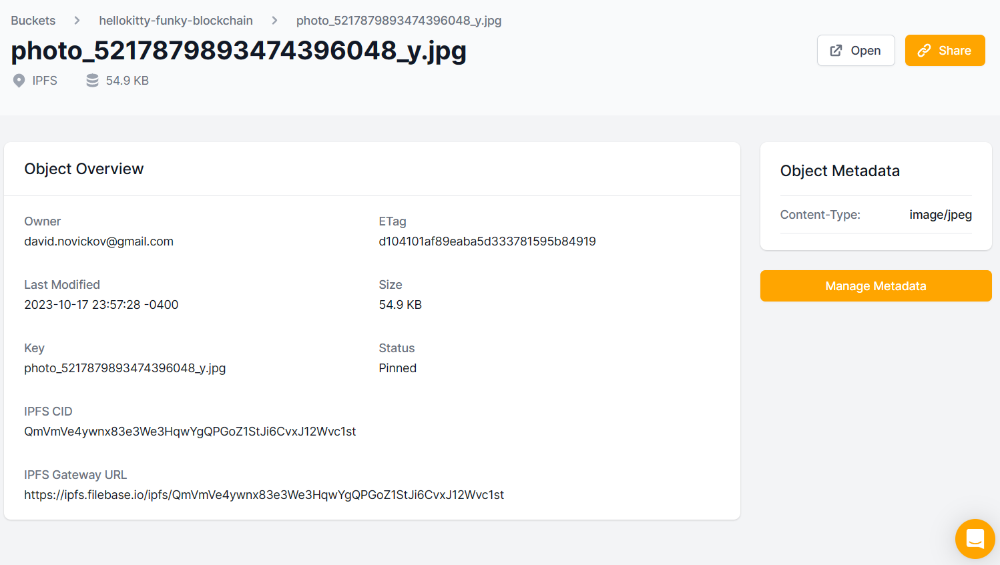 Buckets > hellokitty-funky-blockchain > photo_5217879893474396048_y.jpg
photo_5217879893474396048_y.jpg
Open
Share
IPFS 54.9 KB
Object Overview
Owner
david.novickov@gmail.com
ETag
d104101af89eaba5d333781595b84919
Last Modified
2023-10-17 23:57:28 -0400
Size
54.9 KB
Key
photo_5217879893474396048_y.jpg
Status
Pinned
IPFS CID
QmVmVe4ywnx83e3We3HqwYgQPGoZ1StJi6CvxJ12Wvc1st
IPFS Gateway URL
https://ipfs.filebase.io/ipfs/QmVmVe4ywnx83e3We3HqwYgQPGoZ1StJi6CvxJ12Wvc1st
Object Metadata
Content-Type: image/jpeg
Manage Metadata